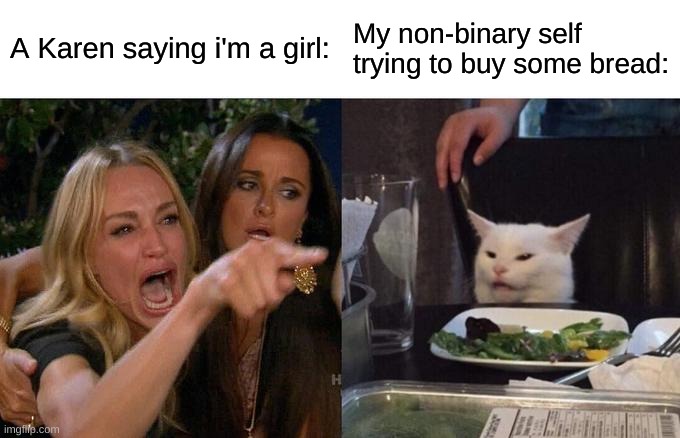 A Karen saying i'm a girl:
My non-binary self
trying to buy some bread:
imgflip.com